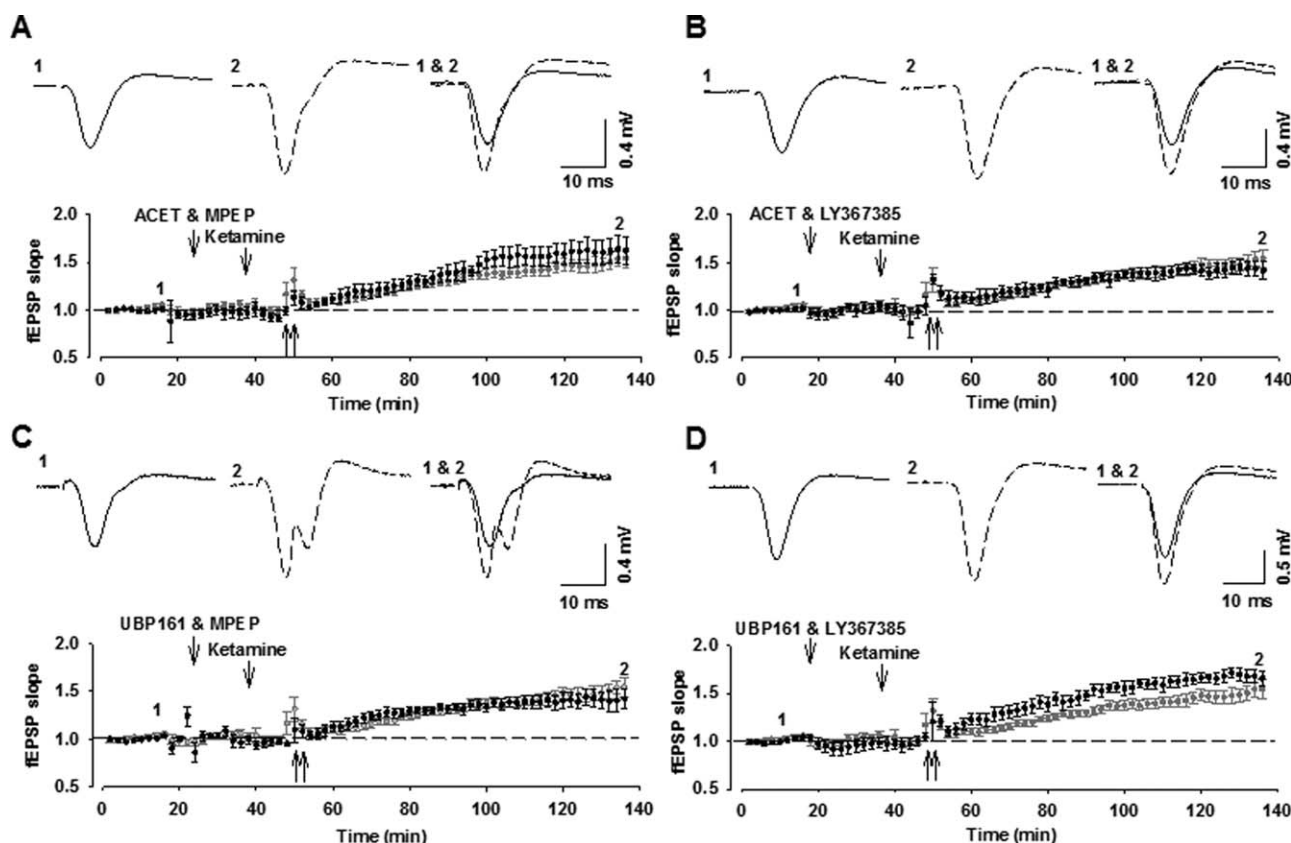 A
1
2
1 & 2
0.4 mV
10 ms
ACET & MPEP
Ketamine
1
2
fEPSP slope
2.0
1.5
1.0
0.5
0 20 40 60 80 100 120 140
Time (min)
B
1
2
1 & 2
0.4 mV
10 ms
ACET & LY367385
Ketamine
1
2
fEPSP slope
2.0
1.5
1.0
0.5
0 20 40 60 80 100 120 140
Time (min)
C
1
2
1 & 2
0.4 mV
10 ms
UBP161 & MPEP
Ketamine
1
2
fEPSP slope
2.0
1.5
1.0
0.5
0 20 40 60 80 100 120 140
Time (min)
D
1
2
1 & 2
0.5 mV
10 ms
UBP161 & LY367385
Ketamine
1
2
fEPSP slope
2.0
1.5
1.0
0.5
0 20 40 60 80 100 120 140
Time (min)